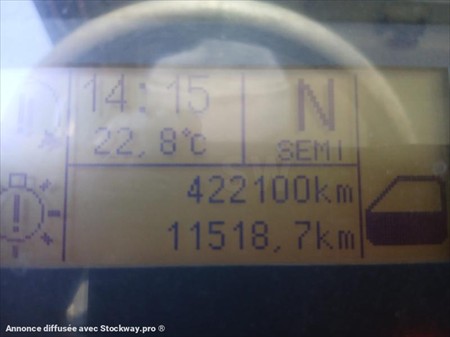 14:15
N
22,8°C
SEMi
422100km
11518,7km
Annonce diffusée avec Stockway.pro ®